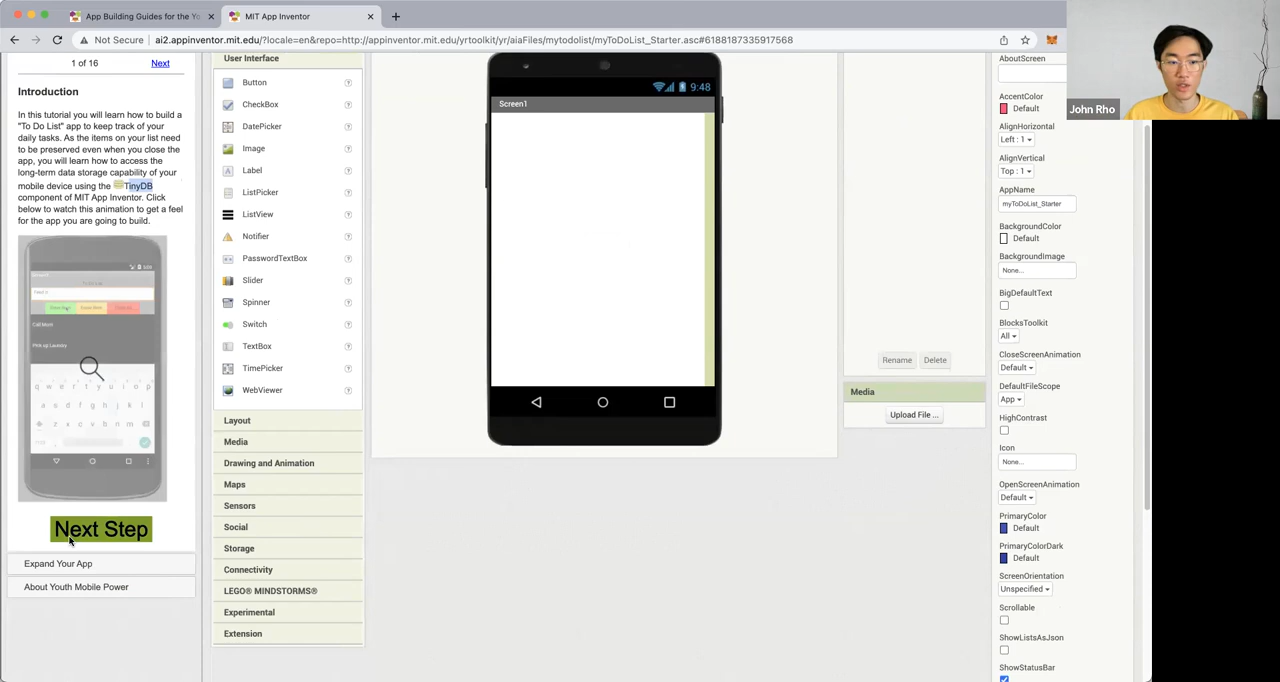 App Building Guides for the Yo
MIT App Inventor
Not Secure
ai2.appinventor.mit.edu/?locale=en&repo=http://appinventor.mit.edu/yrtoolkit/yr/aiaFiles/mytodolist/myToDoList_Starter.asc#6188187335917568
John Rho
1 of 16
Next
Introduction
In this tutorial you will learn how to build a
"To Do List" app to keep track of your
daily tasks. As the items on your list need
to be preserved even when you close the
app, you will learn how to access the
long-term data storage capability of your
mobile device using the TinyDB
component of MIT App Inventor. Click
below to watch this animation to get a feel
for the app you are going to build.
Call Mom
Pick up Laundry
q w e r t y u i o p
a s d f g h j k l
z x c v b n m
Next Step
Expand Your App
About Youth Mobile Power
User Interface
Button
CheckBox
DatePicker
Image
Label
ListPicker
ListView
Notifier
PasswordTextBox
Slider
Spinner
Switch
TextBox
TimePicker
WebViewer
Layout
Media
Drawing and Animation
Maps
Sensors
Social
Storage
Connectivity
LEGO® MINDSTORMS®
Experimental
Extension
9:48
Screen1
Rename
Delete
Media
Upload File ...
AboutScreen
AccentColor
Default
AlignHorizontal
Left : 1
AlignVertical
Top : 1
AppName
myToDoList_Starter
BackgroundColor
Default
BackgroundImage
None...
BigDefaultText
BlocksToolkit
All
CloseScreenAnimation
Default
DefaultFileScope
App
HighContrast
Icon
None...
OpenScreenAnimation
Default
PrimaryColor
Default
PrimaryColorDark
Default
ScreenOrientation
Unspecified
Scrollable
ShowListsAsJson
ShowStatusBar